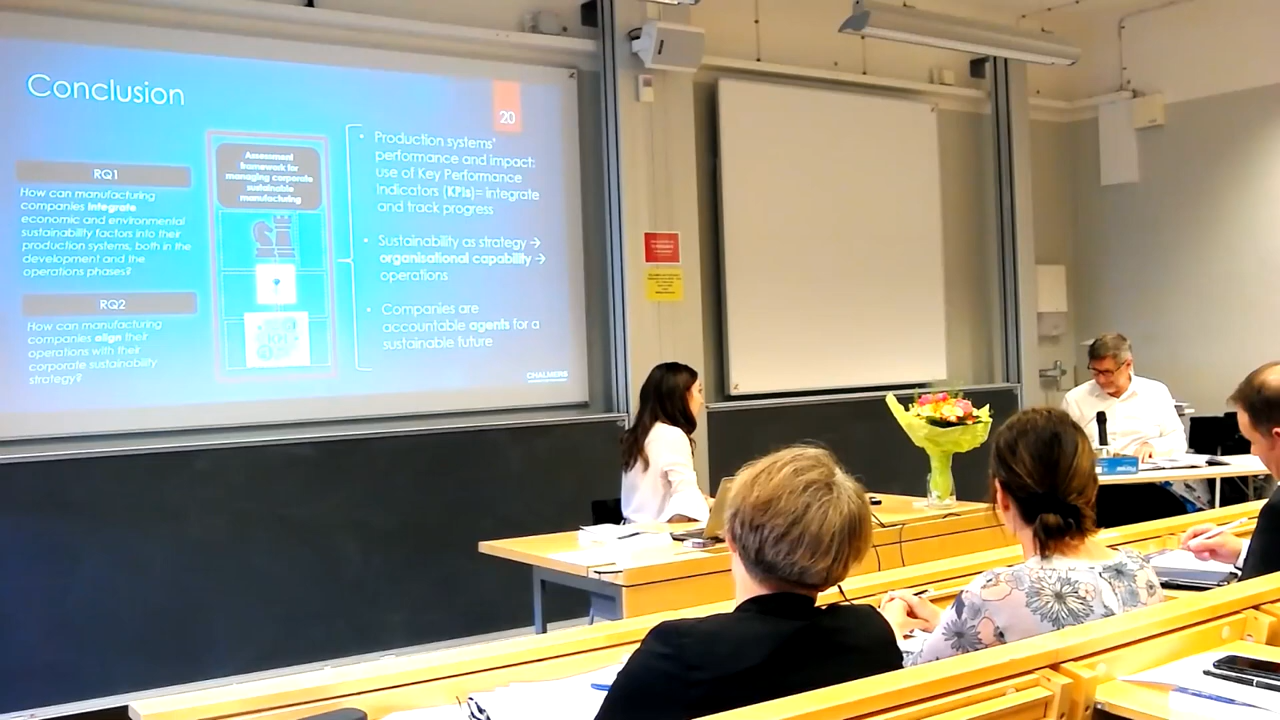 Conclusion
20
RQ1
How can manufacturing
companies integrate
economic and environmental
sustainability factors into their
production systems, both in the
development and the
operations phases?
RQ2
How can manufacturing
companies align their
operations with their
corporate sustainability
strategy?
Assessment
framework for
managing corporate
sustainable
manufacturing
• Production systems'
performance and impact:
use of Key Performance
Indicators (KPIs)= integrate
and track progress
• Sustainability as strategy →
organisational capability →
operations
• Companies are
accountable agents for a
sustainable future
CHALMERS